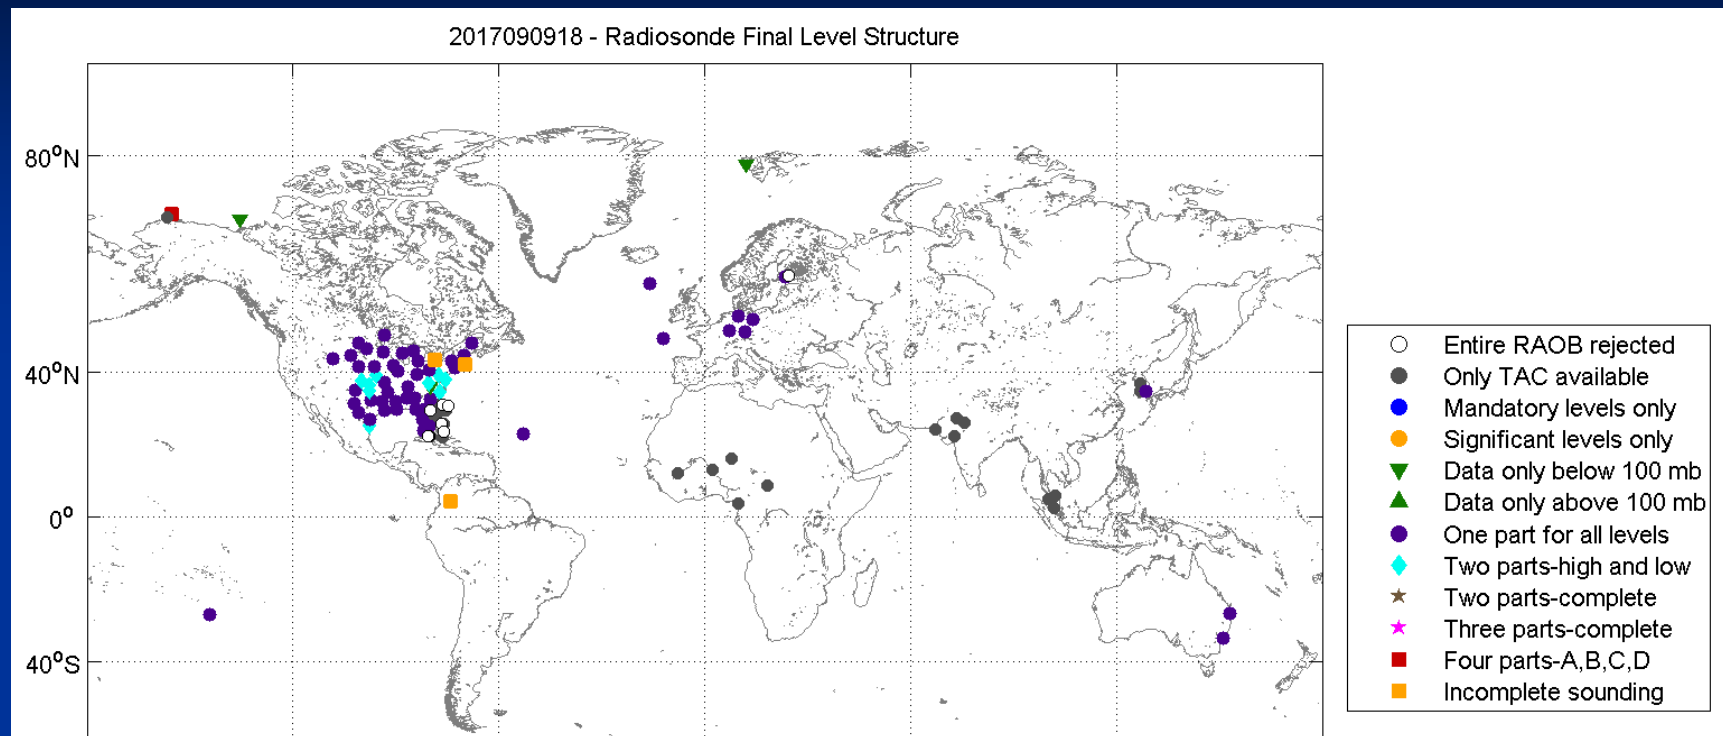 2017090918 - Radiosonde Final Level Structure
80°N
40°N
0°
40°S
Entire RAOB rejected
Only TAC available
Mandatory levels only
Significant levels only
Data only below 100 mb
Data only above 100 mb
One part for all levels
Two parts-high and low
Two parts-complete
Three parts-complete
Four parts-A,B,C,D
Incomplete sounding